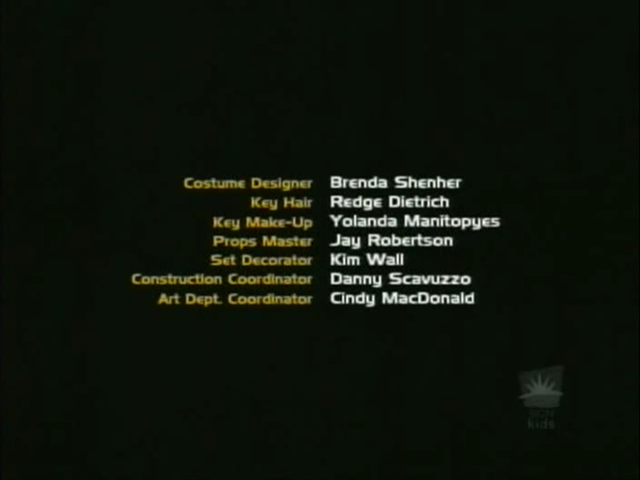 Costume Designer Brenda Shenher
Key Hair Redge Dietrich
Key Make-Up Yolanda Manitopyes
Props Master Jay Robertson
Set Decorator Kim Wall
Construction Coordinator Danny Scavuzzo
Art Dept. Coordinator Cindy MacDonald
kids